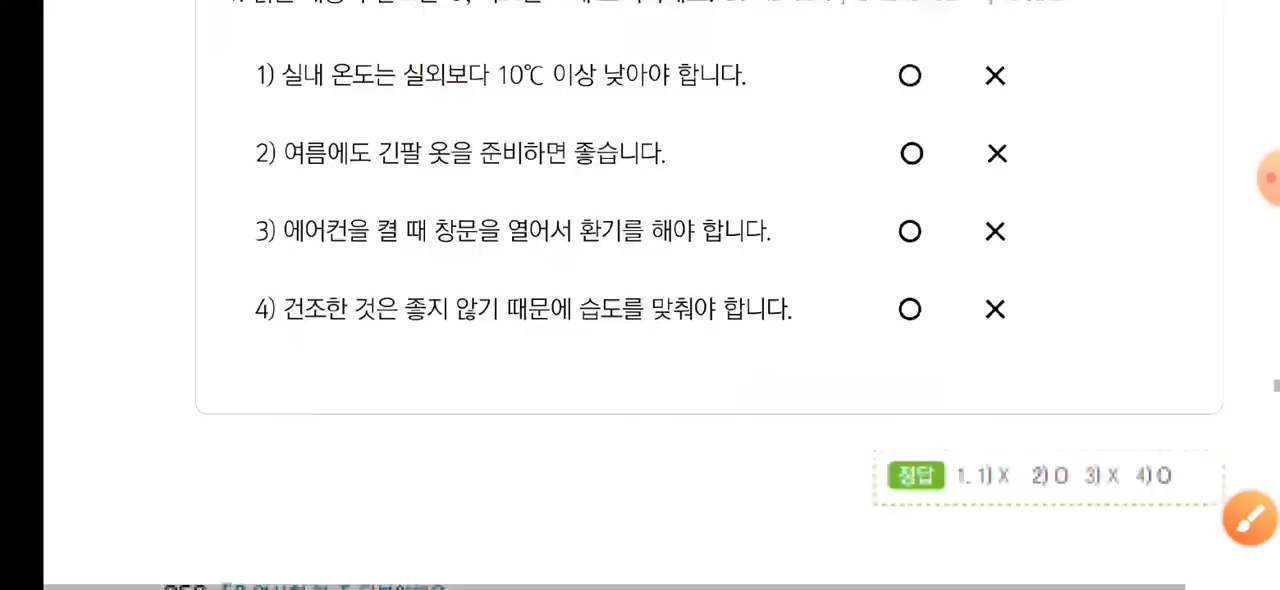 1) 실내 온도는 실외보다 10℃ 이상 낮아야 합니다. O X
2) 여름에도 긴팔 옷을 준비하면 좋습니다. O X
3) 에어컨을 켤 때 창문을 열어서 환기를 해야 합니다. O X
4) 건조한 것은 좋지 않기 때문에 습도를 맞춰야 합니다. O X
정답 1. 1) X 2) O 3) X 4) O